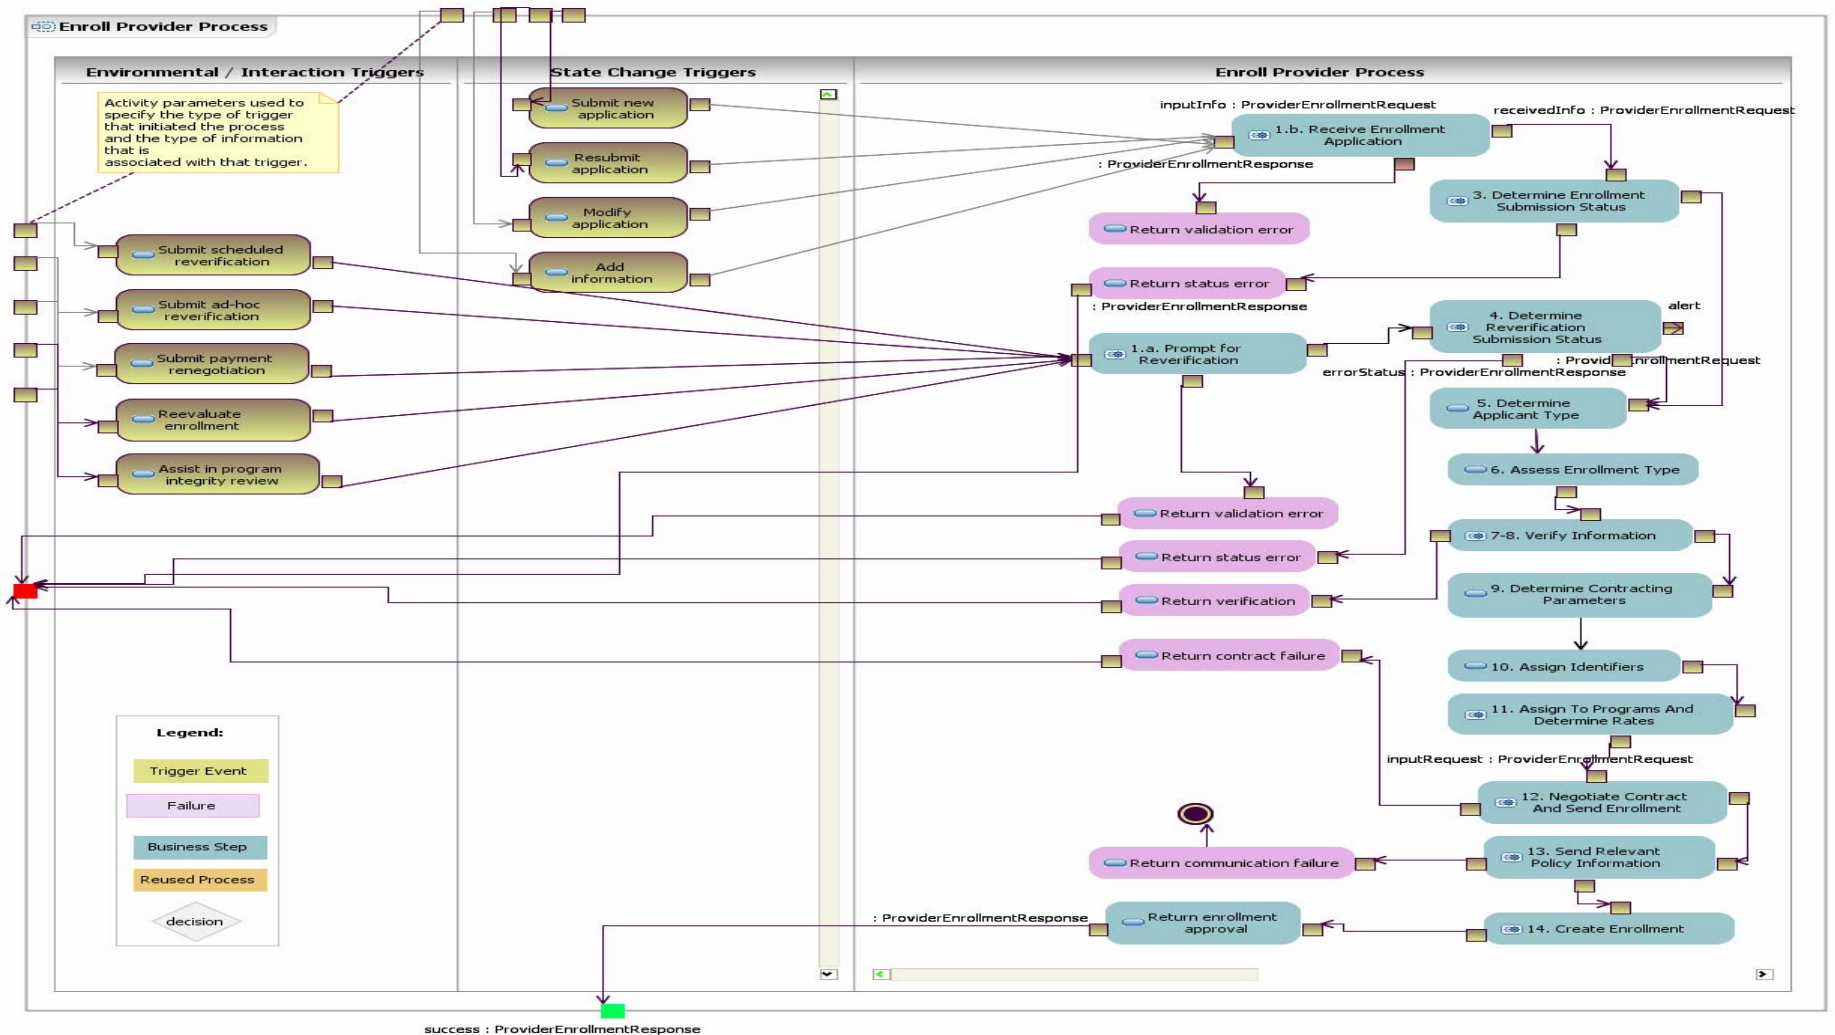 Enroll Provider Process
Environmental / Interaction Triggers
State Change Triggers
Enroll Provider Process
Activity parameters used to
specify the type of trigger
that initiated the process
and the type of information
that is
associated with that trigger.
Submit scheduled
reverification
Submit ad-hoc
reverification
Submit payment
renegotiation
Reevaluate
enrollment
Assist in program
integrity review
Legend:
Trigger Event
Failure
Business Step
Reused Process
decision
Submit new
application
Resubmit
application
Modify
application
Add
information
inputInfo : ProviderEnrollmentRequest
receivedInfo : ProviderEnrollmentRequest
1.b. Receive Enrollment
Application
: ProviderEnrollmentResponse
3. Determine Enrollment
Submission Status
Return validation error
Return status error
: ProviderEnrollmentResponse
alert
4. Determine
Reverification
Submission Status
1.a. Prompt for
Reverification
: ProviderEnrollmentRequest
errorStatus : ProviderEnrollmentResponse
5. Determine
Applicant Type
6. Assess Enrollment Type
Return validation error
7-8. Verify Information
Return status error
9. Determine Contracting
Parameters
Return verification
Return contract failure
10. Assign Identifiers
11. Assign To Programs And
Determine Rates
inputRequest : ProviderEnrollmentRequest
12. Negotiate Contract
And Send Enrollment
13. Send Relevant
Policy Information
Return communication failure
: ProviderEnrollmentResponse
Return enrollment
approval
14. Create Enrollment
success : ProviderEnrollmentResponse